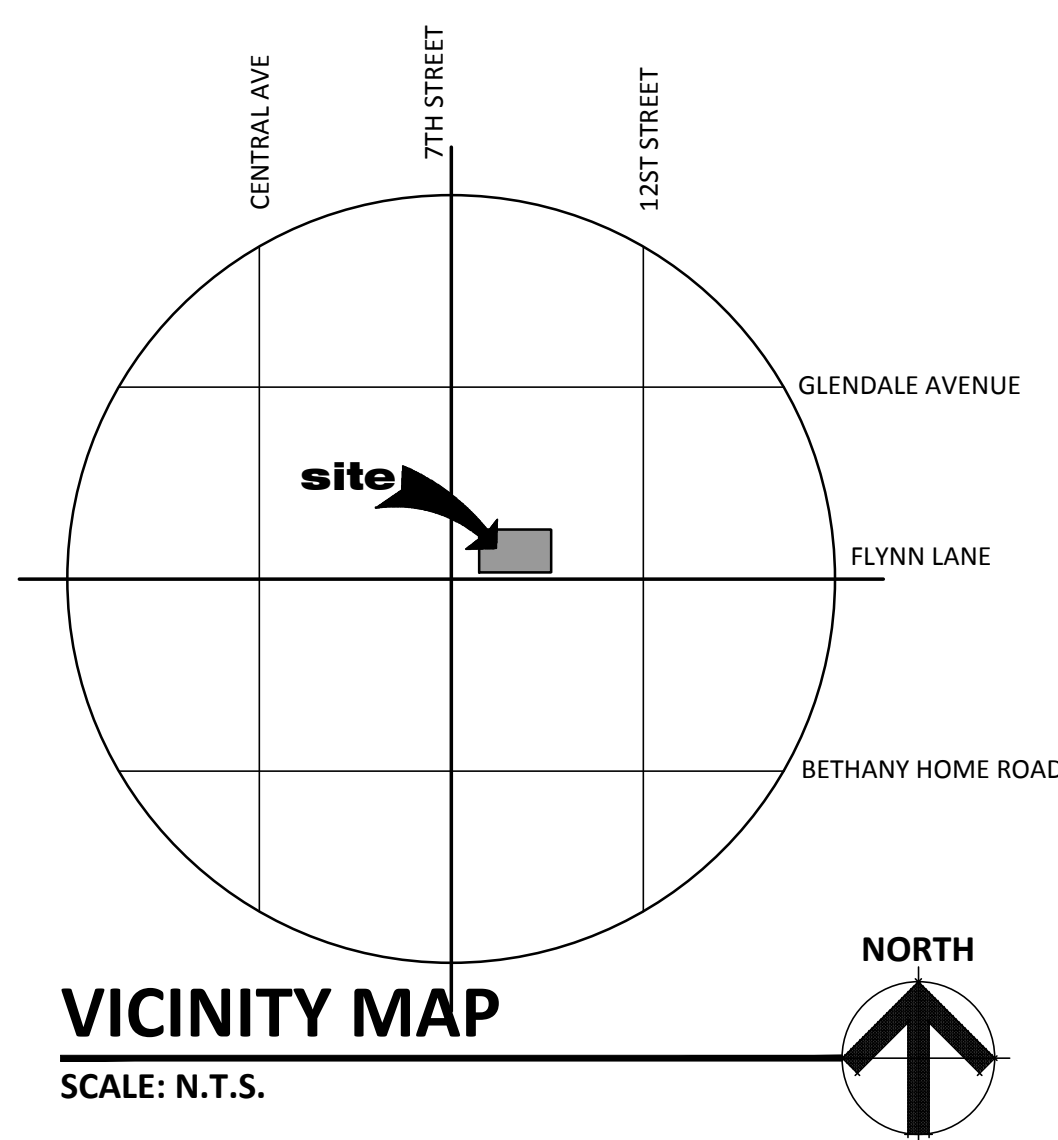 CENTRAL AVE
7TH STREET
12ST STREET
GLENDALE AVENUE
site
FLYNN LANE
BETHANY HOME ROAD
NORTH
VICINITY MAP
SCALE: N.T.S.